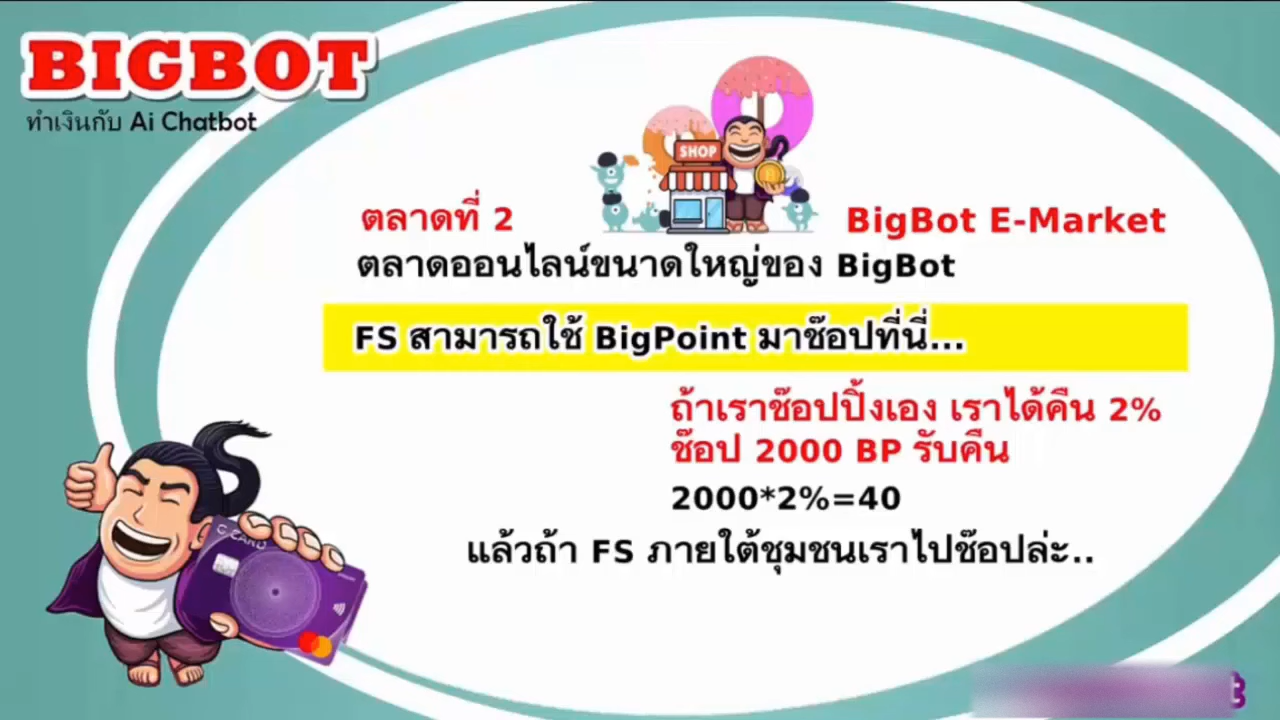 BIGBOT
ทำเงินกับ Ai Chatbot
SHOP
ตลาดที่ 2
BigBot E-Market
ตลาดออนไลน์ขนาดใหญ่ของ BigBot
FS สามารถใช้ BigPoint มาช๊อปที่นี่...
ถ้าเราช๊อปปิ้งเอง เราได้คืน 2%
ช๊อป 2000 BP รับคืน
2000*2%=40
แล้วถ้า FS ภายใต้ชุมชนเราไปช๊อปล่ะ..